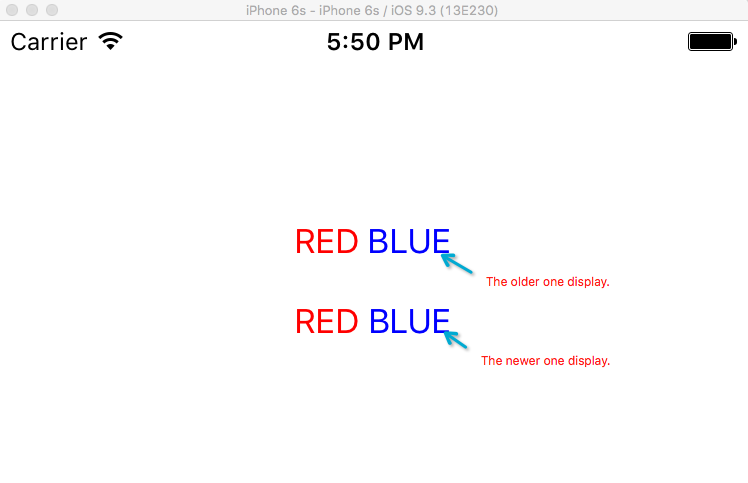 iPhone 6s - iPhone 6s / iOS 9.3 (13E230)
Carrier 5:50 PM
RED BLUE
The older one display.
RED BLUE
The newer one display.